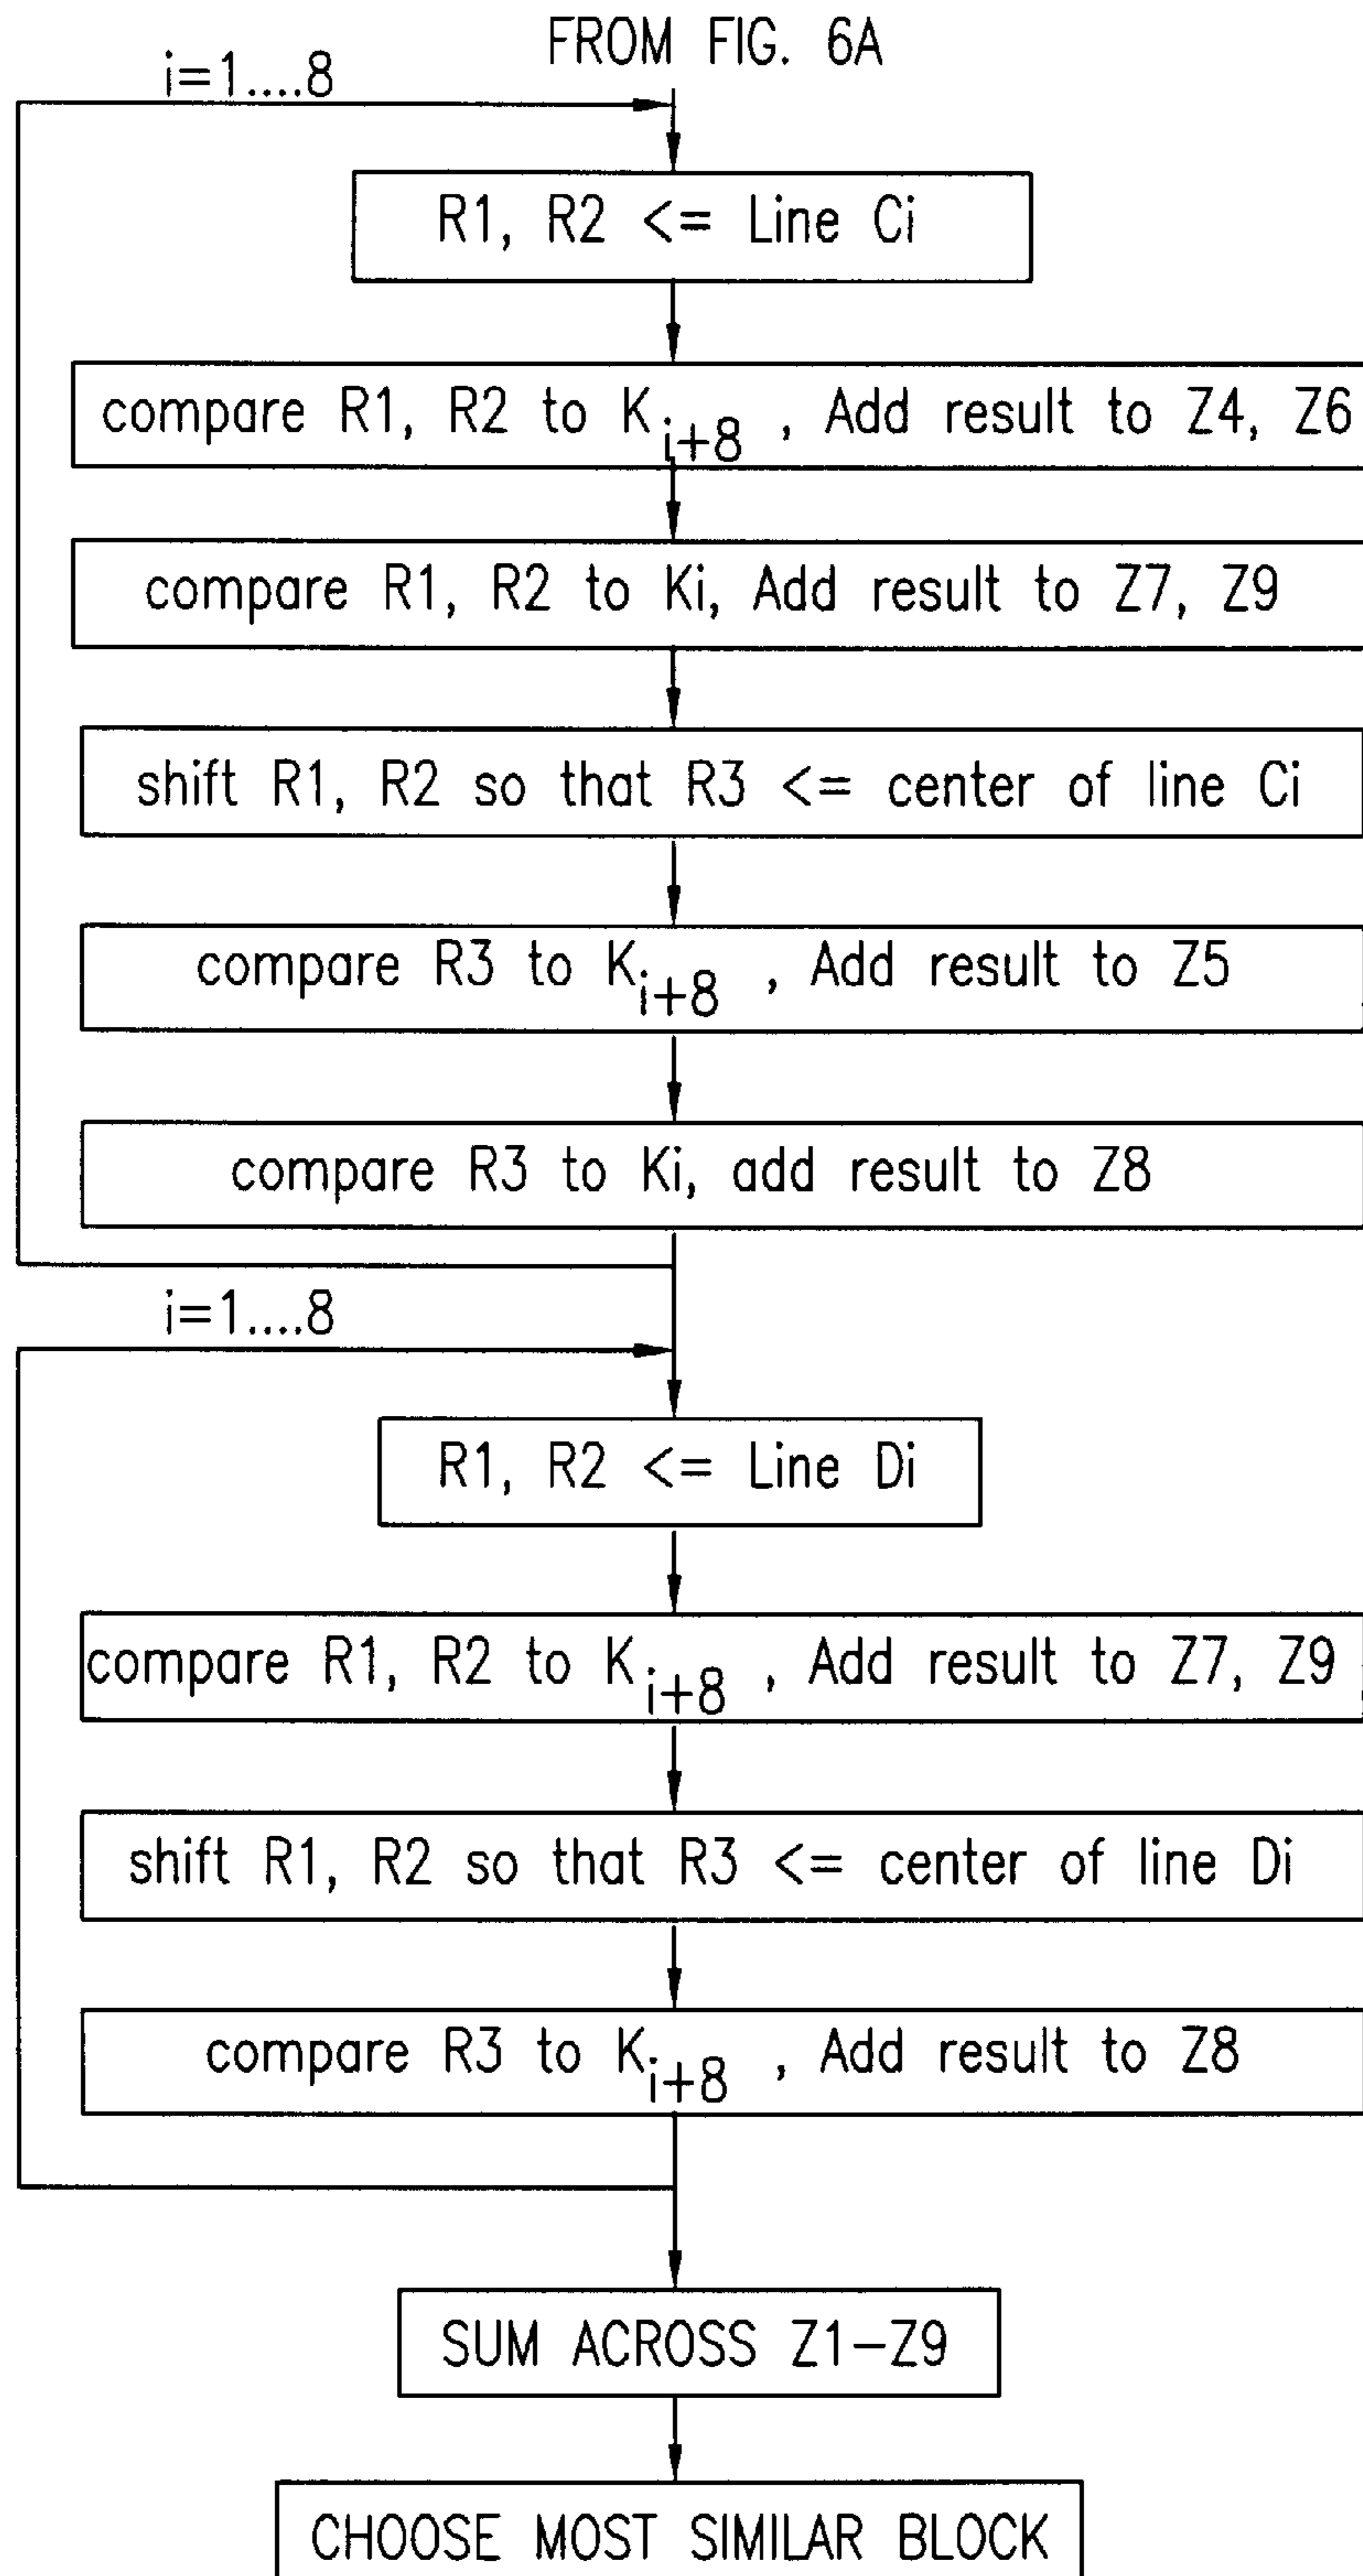 FROM FIG. 6A
i=1....8
R1, R2 <= Line Ci
compare R1, R2 to K i+8 , Add result to Z4, Z6
compare R1, R2 to Ki, Add result to Z7, Z9
shift R1, R2 so that R3 <= center of line Ci
compare R3 to K i+8 , Add result to Z5
compare R3 to Ki, add result to Z8
i=1....8
R1, R2 <= Line Di
compare R1, R2 to K i+8 , Add result to Z7, Z9
shift R1, R2 so that R3 <= center of line Di
compare R3 to K i+8 , Add result to Z8
SUM ACROSS Z1-Z9
CHOOSE MOST SIMILAR BLOCK